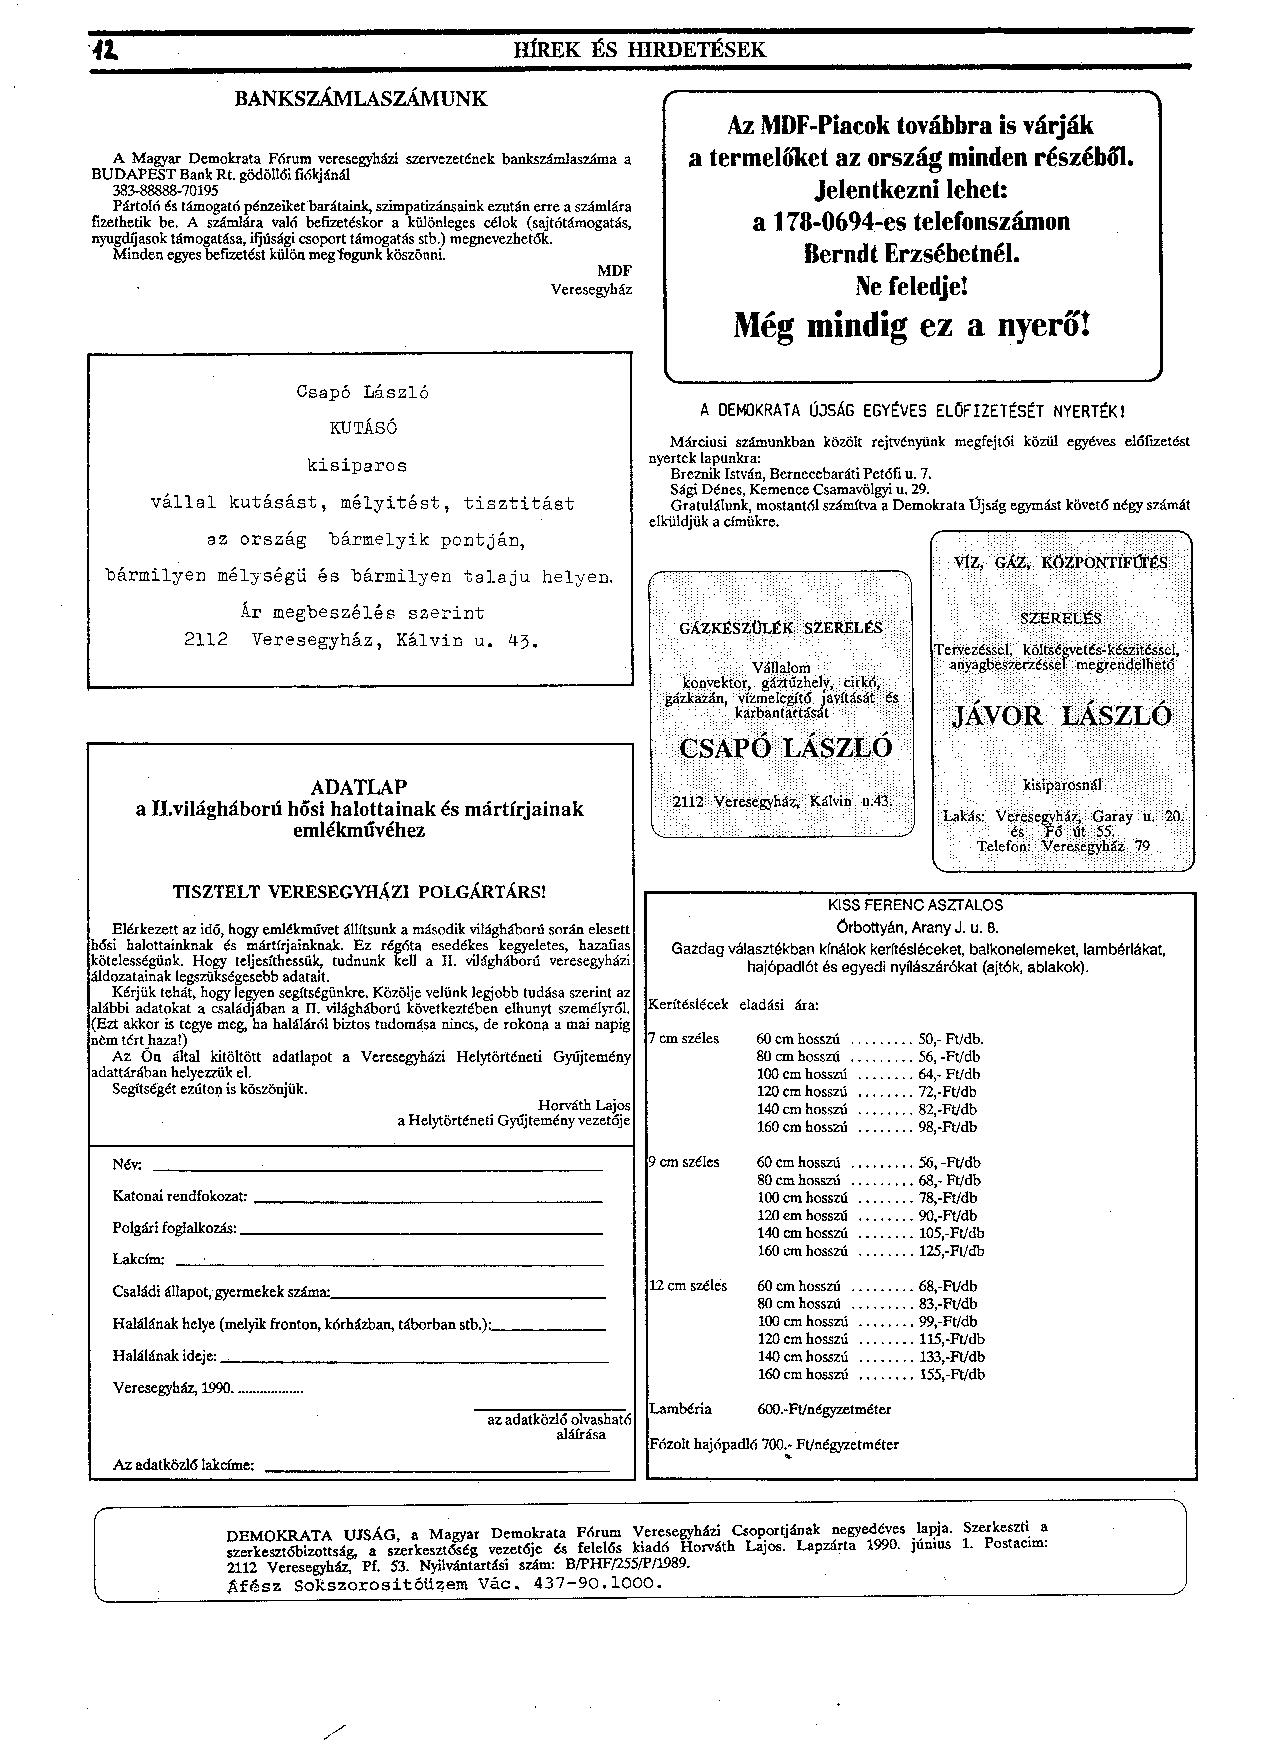 12
HÍREK ÉS HIRDETÉSEK
BANKSZÁMLASZÁMUNK
A Magyar Demokrata Fórum veresegyházi szervezetének bankszámlaszáma a
BUDAPEST Bank Rt. gödöllői fiókjánál
383-88888-70195
Pártoló és támogató pénzeiket barátaink, szimpatizánsaink ezután erre a számlára
fizethetik be. A számlára való befizetéskor a különleges célok (sajtótámogatás,
nyugdíjasok támogatása, ifjúsági csoport támogatás stb.) megnevezhetők.
Minden egyes befizetést külön meg fogunk köszönni.
MDF
Veresegyház
Csapó László
KUTÁSÓ
kisiparos
vállal kutásást, mélyitést, tisztitást
az ország bármelyik pontján,
bármilyen mélységü és bármilyen talaju helyen.
Ár megbeszélés szerint
2112 Veresegyház, Kálvin u. 43.
ADATLAP
a II.világháború hősi halottainak és mártírjainak
emlékművéhez
TISZTELT VERESEGYHÁZI POLGÁRTÁRS!
Elérkezett az idő, hogy emlékművet állítsunk a második világháború során elesett
hősi halottainknak és mártírjainknak. Ez régóta esedékes kegyeletes, hazafias
kötelességünk. Hogy teljesíthessük, tudnunk kell a II. világháború veresegyházi
áldozatainak legszükségesebb adatait.
Kérjük tehát, hogy legyen segítségünkre. Közölje velünk legjobb tudása szerint az
alábbi adatokat a családjában a II. világháború következtében elhunyt személyről.
(Ezt akkor is tegye meg, ha haláláról biztos tudomása nincs, de rokona a mai napig
nem tért haza!)
Az Ön által kitöltött adatlapot a Veresegyházi Helytörténeti Gyűjtemény
adattárában helyezzük el.
Segítségét ezúton is köszönjük.
Horváth Lajos
a Helytörténeti Gyűjtemény vezetője
Név:
Katonai rendfokozat:
Polgári foglalkozás:
Lakcím:
Családi állapot, gyermekek száma:
Halálának helye (melyik fronton, kórházban, táborban stb.):
Halálának ideje:
Veresegyház, 1990...................
az adatközlő olvasható
aláírása
Az adatközlő lakcíme:
Az MDF-Piacok továbbra is várják
a termelőket az ország minden részéből.
Jelentkezni lehet:
a 178-0694-es telefonszámon
Berndt Erzsébetnél.
Ne feledje!
Még mindig ez a nyerő!
A DEMOKRATA ÚJSÁG EGYÉVES ELŐFIZETÉSÉT NYERTÉK!
Márciusi számunkban közölt rejtvényünk megfejtői közül egyéves előfizetést
nyertek lapunkra:
Breznik István, Bernecebaráti Petőfi u. 7.
Sági Dénes, Kemence Csamavölgyi u. 29.
Gratulálunk, mostantól számítva a Demokrata Újság egymást követő négy számát
elküldjük a címükre.
GÁZKÉSZÜLÉK SZERELÉS
Vállalom
konvektor, gáztűzhely, cirkó,
gázkazán, vízmelegítő javítását és
karbantartását
CSAPÓ LÁSZLÓ
2112 Veresegyház, Kálvin u.43.
VÍZ, GÁZ, KÖZPONTIFŰTÉS
SZERELÉS
Tervezéssel, költségvetés-készítéssel,
anyagbeszerzéssel megrendelhető
JÁVOR LÁSZLÓ
kisiparosnál
Lakás: Veresegyház, Garay u. 20.
és Fő út 55.
Telefon: Veresegyház 79
KISS FERENC ASZTALOS
Őrbottyán, Arany J. u. 8.
Gazdag választékban kínálok kerítésléceket, balkonelemeket, lambériákat,
hajópadlót és egyedi nyílászárókat (ajtók, ablakok).
Kerítéslécek eladási ára:
7 cm széles 60 cm hosszú ......... 50,- Ft/db.
80 cm hosszú ......... 56, -Ft/db
100 cm hosszú ........ 64,- Ft/db
120 cm hosszú ........ 72,-Ft/db
140 cm hosszú ........ 82,-Ft/db
160 cm hosszú ........ 98,-Ft/db
9 cm széles 60 cm hosszú ......... 56, -Ft/db
80 cm hosszú ......... 68,- Ft/db
100 cm hosszú ........ 78,-Ft/db
120 cm hosszú ........ 90,-Ft/db
140 cm hosszú ........ 105,-Ft/db
160 cm hosszú ........ 125,-Ft/db
12 cm széles 60 cm hosszú ......... 68,-Ft/db
80 cm hosszú ......... 83,-Ft/db
100 cm hosszú ........ 99,-Ft/db
120 cm hosszú ........ 115,-Ft/db
140 cm hosszú ........ 133,-Ft/db
160 cm hosszú ........ 155,-Ft/db
Lambéria 600.-Ft/négyzetméter
Fózolt hajópadló 700.- Ft/négyzetméter
DEMOKRATA UJSÁG, a Magyar Demokrata Fórum Veresegyházi Csoportjának negyedéves lapja. Szerkeszti a
szerkesztőbizottság, a szerkesztőség vezetője és felelős kiadó Horváth Lajos. Lapzárta 1990. június 1. Postacim:
2112 Veresegyház, Pf. 53. Nyilvántartási szám: B/PHF/255/P/1989.
Áfész Sokszorositóüzem Vác. 437-90.1000.